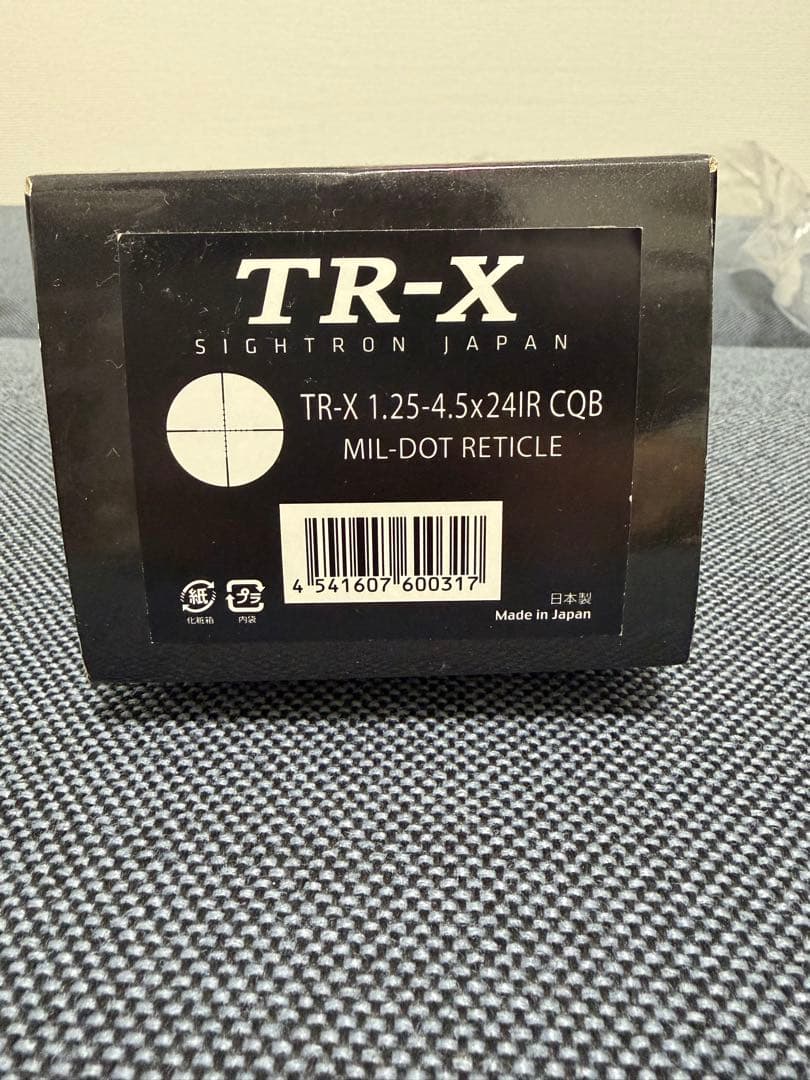 TR-X
SIGHTRON JAPAN
TR-X 1.25-4.5x24IR CQB
MIL-DOT RETICLE
4 541607 600317
紙 プラ
化粧箱 内袋
日本製
Made in Japan